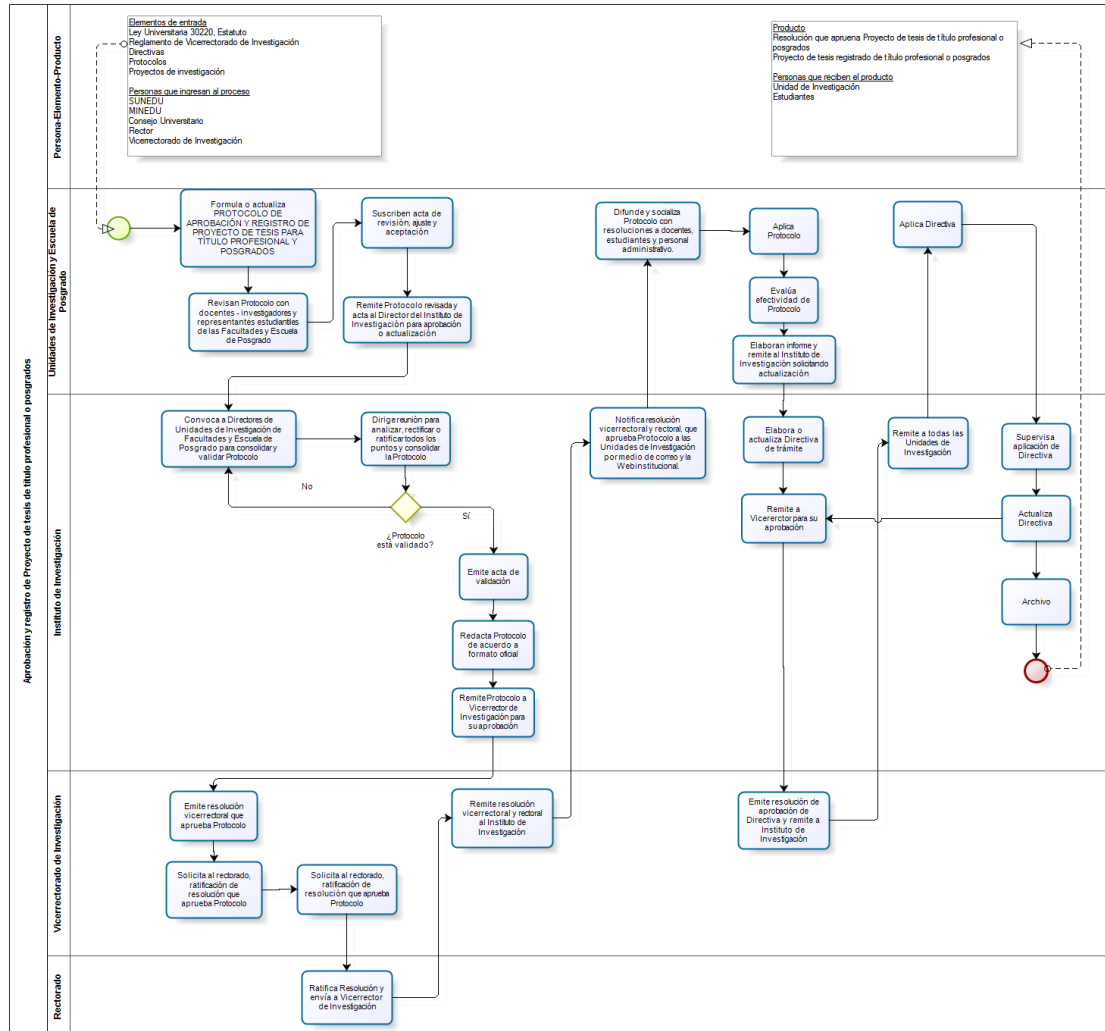 Aprobación y registro de Proyecto de tesis de título profesional o posgrados
Persona-Elemento-Producto
Elementos de entrada
Ley Universitaria 30220, Estatuto
Reglamento de Vicerrectorado de Investigación
Directivas
Protocolos
Proyectos de investigación
Personas que ingresan al proceso
SUNEDU
MINEDU
Consejo Universitario
Rector
Vicerrectorado de Investigación
Producto
Resolución que apruena Proyecto de tesis de título profesional o
posgrados
Proyecto de tesis registrado de título profesional o posgrados
Personas que reciben el producto
Unidad de Investigación
Estudiantes
Unidades de Investigación y Escuela de
Posgrado
Formula o actualiza
PROTOCOLO DE
APROBACIÓN Y REGISTRO DE
PROYECTO DE TESIS PARA
TÍTULO PROFESIONAL Y
POSGRADOS
Revisan Protocolo con
docentes - investigadores y
representantes estudiantiles
de las Facultades y Escuela
de Posgrado
Suscriben acta de
revisión, ajuste y
aceptación
Remite Protocolo revisada y
acta al Director del Instituto de
Investigación para aprobación
o actualización
Difunde y socializa
Protocolo con
resoluciones a docentes,
estudiantes y personal
administrativo.
Aplica
Protocolo
Evalúa
efectividad de
Protocolo
Elaboran informe y
remite al Instituto de
Investigación solicitando
actualización
Aplica Directiva
Instituto de Investigación
Convoca a Directores de
Unidades de Investigación de
Facultades y Escuela de
Posgrado para consolidar y
validar Protocolo
Dirige reunión para
analizar, rectificar o
ratificar todos los
puntos y consolidar
la Protocolo
No
Sí
¿Protocolo
está validado?
Emite acta de
validación
Redacta Protocolo
de acuerdo a
formato oficial
Remite Protocolo a
Vicerrector de
Investigación para
su aprobación
Notifica resolución
vicerrectoral y rectoral, que
aprueba Protocolo a las
Unidades de Investigación
por medio de correo y la
Web institucional.
Elabora o
actualiza Directiva
de trámite
Remite a
Vicererctor para su
aprobación
Remite a todas las
Unidades de
Investigación
Supervisa
aplicación de
Directiva
Actualiza
Directiva
Archivo
Vicerrectorado de Investigación
Emite resolución
vicerrectoral que
aprueba Protocolo
Solicita al rectorado,
ratificación de
resolución que
aprueba Protocolo
Solicita al rectorado,
ratificación de
resolución que aprueba
Protocolo
Remite resolución
vicerrectoral y rectoral
al Instituto de
Investigación
Emite resolución de
aprobación de
Directiva y remite a
Instituto de
Investigación
Rectorado
Ratifica Resolución y
envía a Vicerrector
de Investigación